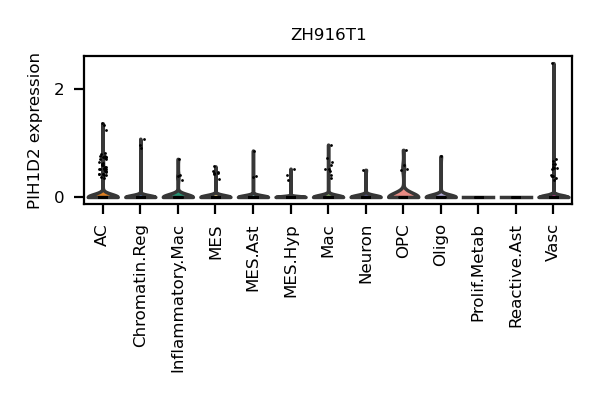 ZH916T1
PIH1D2 expression
2
0
AC
Chromatin.Reg
Inflammatory.Mac
MES
MES.Ast
MES.Hyp
Mac
Neuron
OPC
Oligo
Prolif.Metab
Reactive.Ast
Vasc